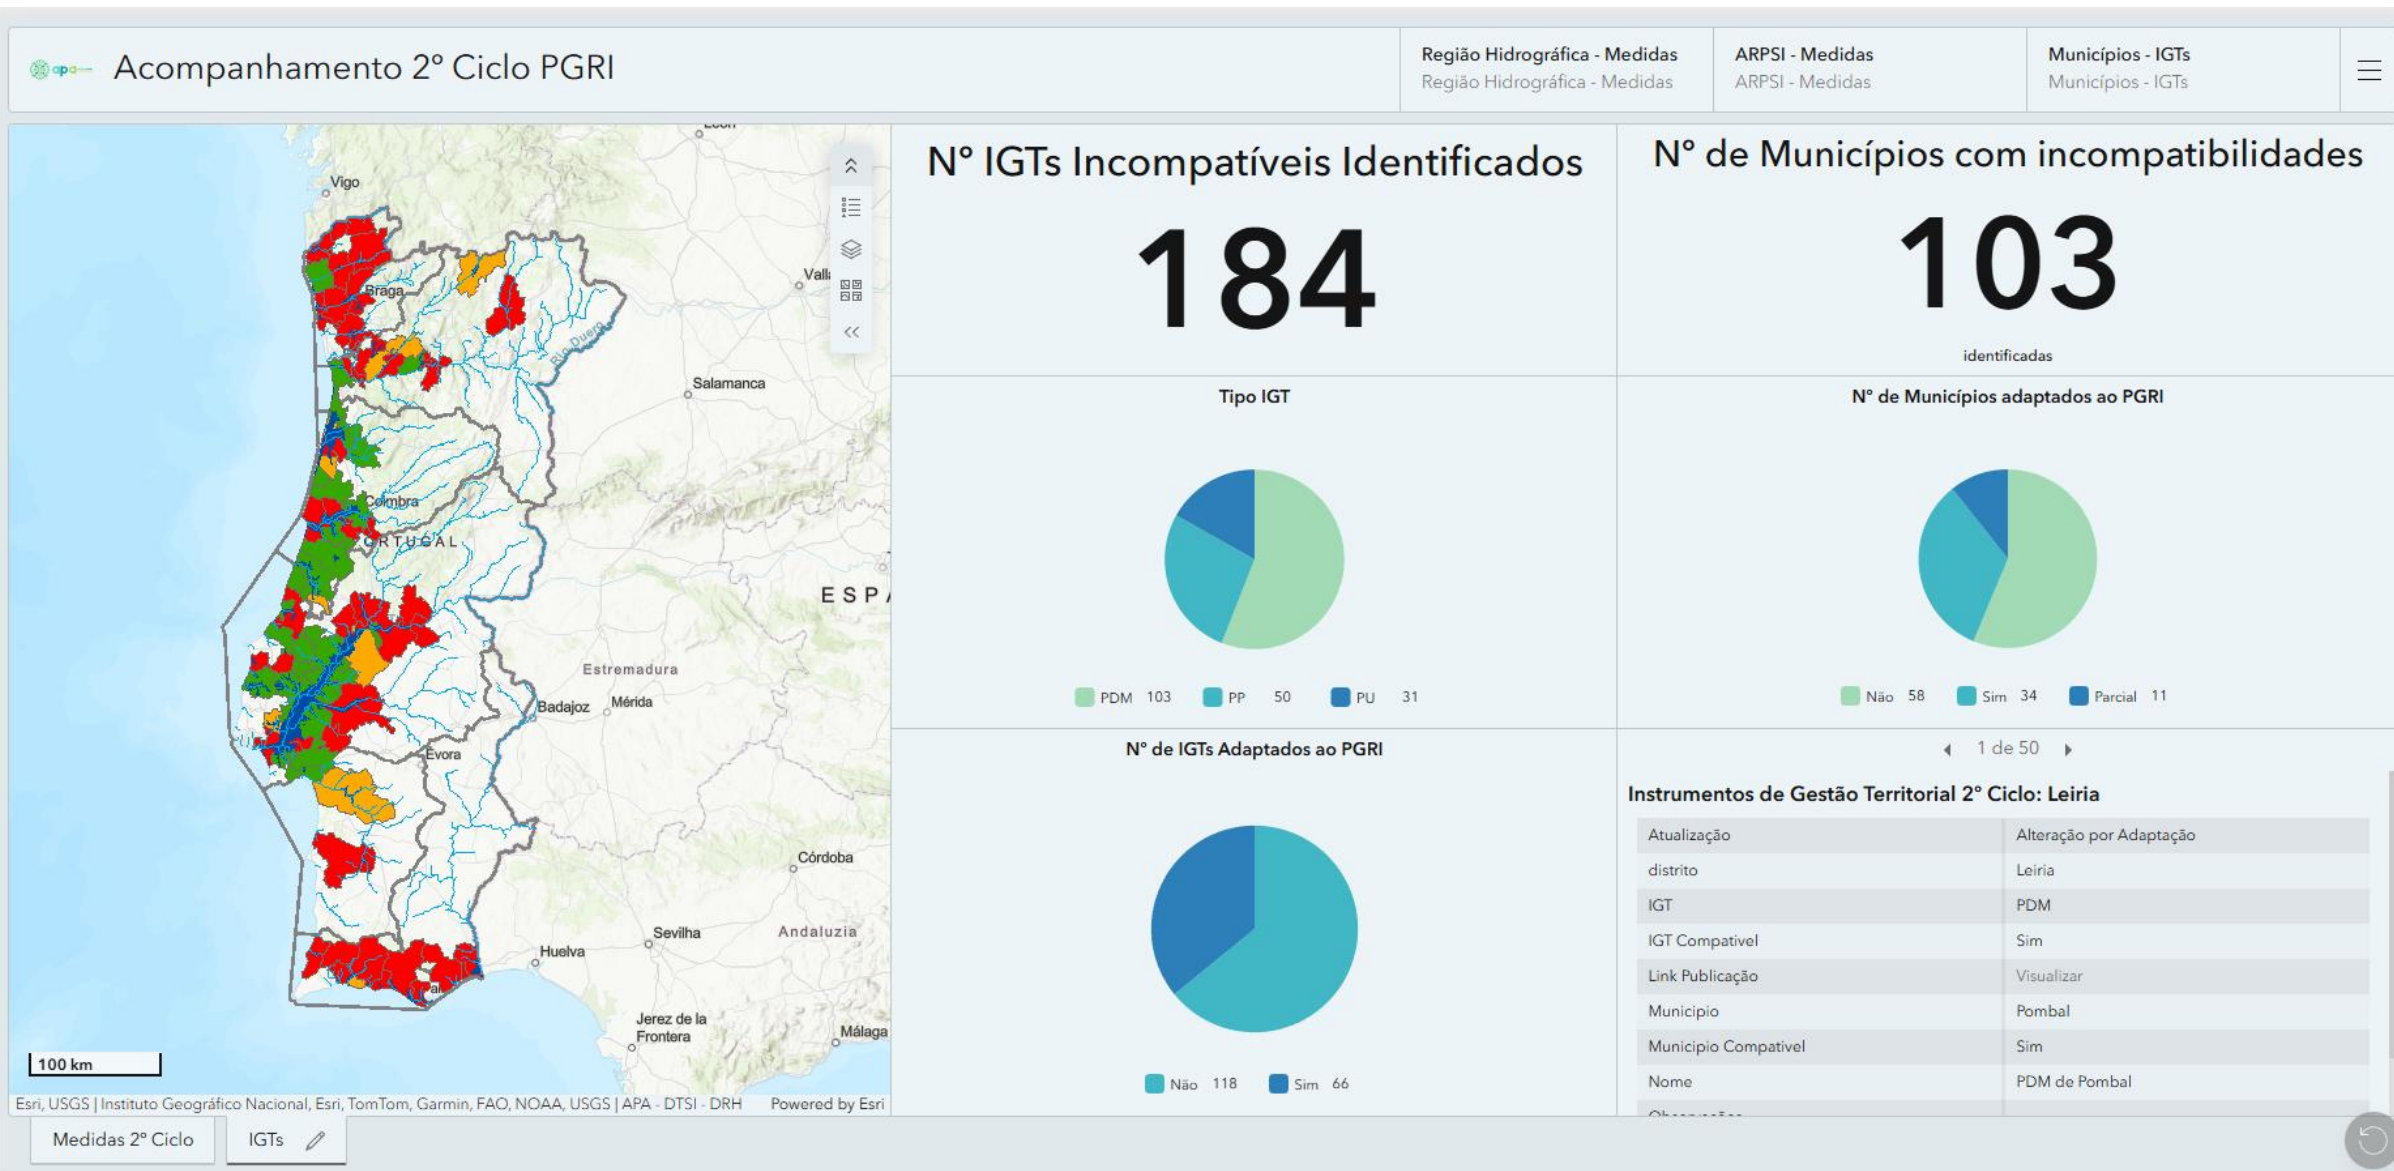 apa
Acompanhamento 2º Ciclo PGRI
Região Hidrográfica - Medidas
Região Hidrográfica - Medidas
ARPSI - Medidas
ARPSI - Medidas
Municípios - IGTs
Municípios - IGTs
Vigo
Braga
Rio Duero
Salamanca
Coimbra
ORTUGAL
ESP
Estremadura
Badajoz
Mérida
Évora
Córdoba
Sevilha
Andaluzia
Huelva
Jerez de la
Frontera
Málaga
100 km
Esri, USGS | Instituto Geográfico Nacional, Esri, TomTom, Garmin, FAO, NOAA, USGS | APA - DTSI - DRH
Powered by Esri
Nº IGTs Incompatíveis Identificados
184
Nº de Municípios com incompatibilidades
103
identificadas
Tipo IGT
PDM 103 PP 50 PU 31
Nº de Municípios adaptados ao PGRI
Não 58 Sim 34 Parcial 11
Nº de IGTs Adaptados ao PGRI
Não 118 Sim 66
1 de 50
Instrumentos de Gestão Territorial 2º Ciclo: Leiria
Atualização Alteração por Adaptação
distrito Leiria
IGT PDM
IGT Compativel Sim
Link Publicação Visualizar
Municipio Pombal
Municipio Compativel Sim
Nome PDM de Pombal
Medidas 2º Ciclo
IGTs